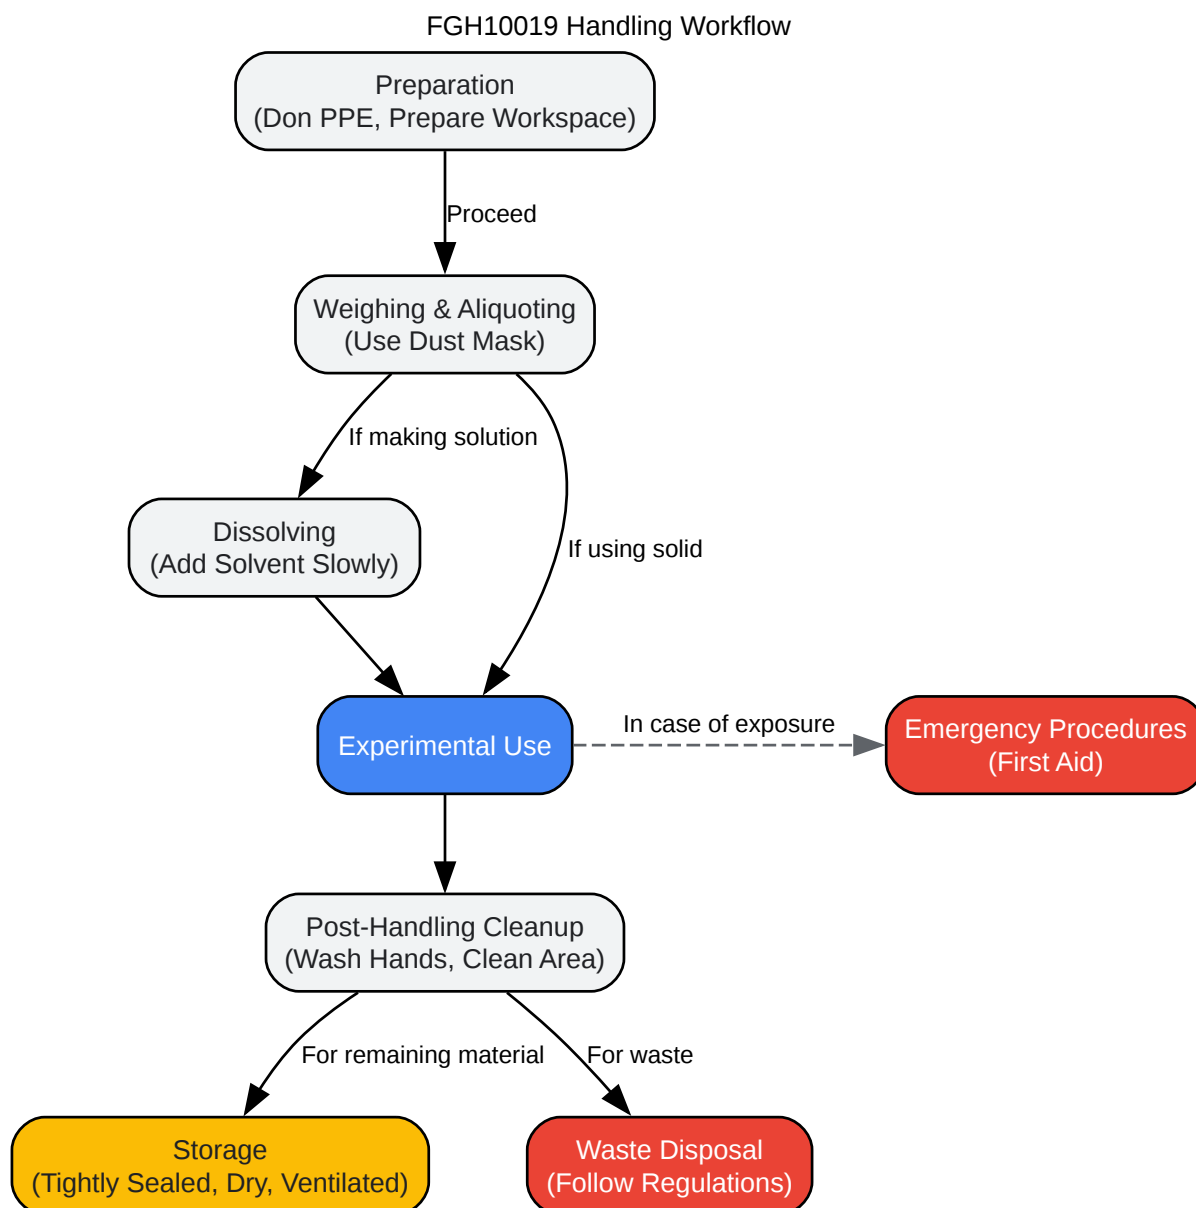 FGH10019 Handling Workflow
Preparation
(Don PPE, Prepare Workspace)
Proceed
Weighing & Aliquoting
(Use Dust Mask)
If making solution
Dissolving
(Add Solvent Slowly)
If using solid
Experimental Use
In case of exposure
Emergency Procedures
(First Aid)
Post-Handling Cleanup
(Wash Hands, Clean Area)
For remaining material
For waste
Storage
(Tightly Sealed, Dry, Ventilated)
Waste Disposal
(Follow Regulations)